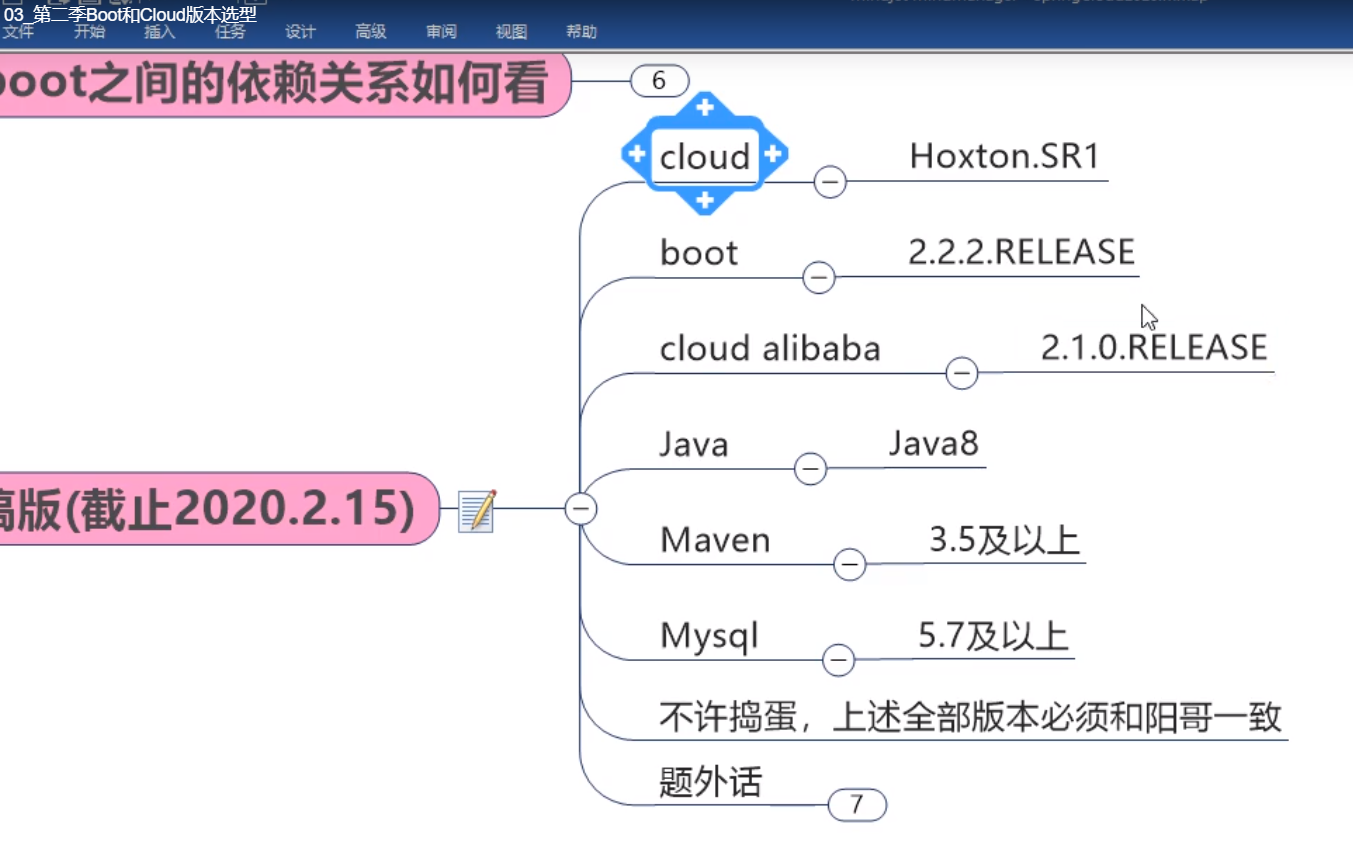 03_第二季Boot和Cloud版本选型
文件 开始 插入 任务 设计 高级 审阅 视图 帮助
boot之间的依赖关系如何看 6
cloud Hoxton.SR1
boot 2.2.2.RELEASE
cloud alibaba 2.1.0.RELEASE
Java Java8
版(截止2020.2.15)
Maven 3.5及以上
Mysql 5.7及以上
不许捣蛋，上述全部版本必须和阳哥一致
题外话 7